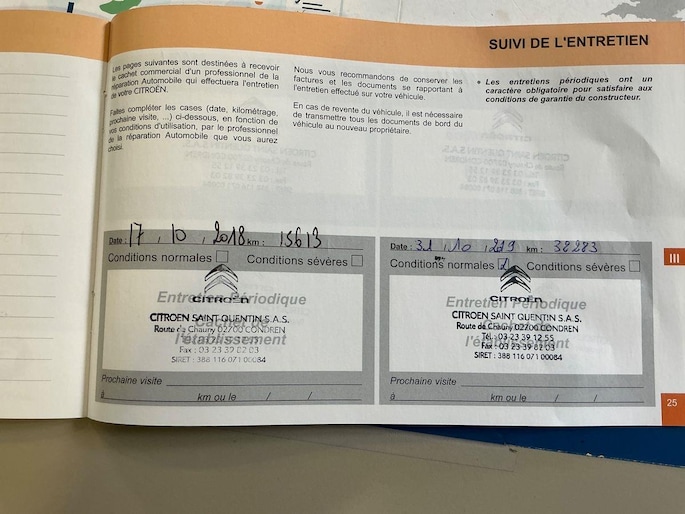 SUIVI DE L'ENTRETIEN
Les pages suivantes sont destinées à recevoir
le cachet commercial d'un professionnel de la
réparation Automobile qui effectuera l'entretien
de votre CITROËN.
Faites compléter les cases (date, kilométrage,
prochaine visite, ...) ci-dessous, en fonction de
vos conditions d'utilisation, par le professionnel
de la réparation Automobile que vous aurez
choisi.
Nous vous recommandons de conserver les
factures et les documents se rapportant à
l'entretien effectué sur votre véhicule.
En cas de revente du véhicule, il est nécessaire
de transmettre tous les documents de bord du
véhicule au nouveau propriétaire.
* Les entretiens périodiques ont un
caractère obligatoire pour satisfaire aux
conditions de garantie du constructeur.
Date : 17 , 10 , 2018 km : 15613
Conditions normales Conditions sévères
Entretien Périodique
CITROËN
CITROEN SAINT QUENTIN S.A.S.
Cachet de
Route de Chauny 02700 CONDREN
l'établissement
Fax : 03 23 39 82 03
SIRET : 388 116 071 00084
Prochaine visite
à km ou le / /
Date : 31 , 10 , 219 km : 38283
Conditions normales Conditions sévères
Entretien Périodique
CITROËN
CITROEN SAINT QUENTIN S.A.S.
Cachet de
Route de Chauny 02700 CONDREN
Tél. : 03 23 39 12 55
l'établissement
Fax : 03 23 39 82 03
SIRET : 388 116 071 00084
Prochaine visite
à km ou le / /
III
25